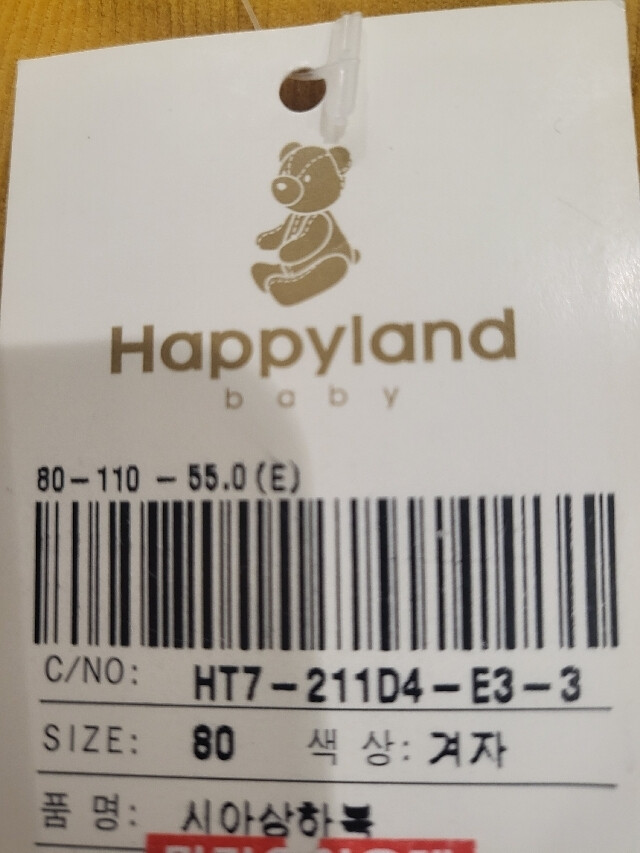 Happyland
baby
80-110 - 55.0(E)
C/NO: HT7-211D4-E3-3
SIZE: 80 색 상: 겨자
품 명: 시아상하복